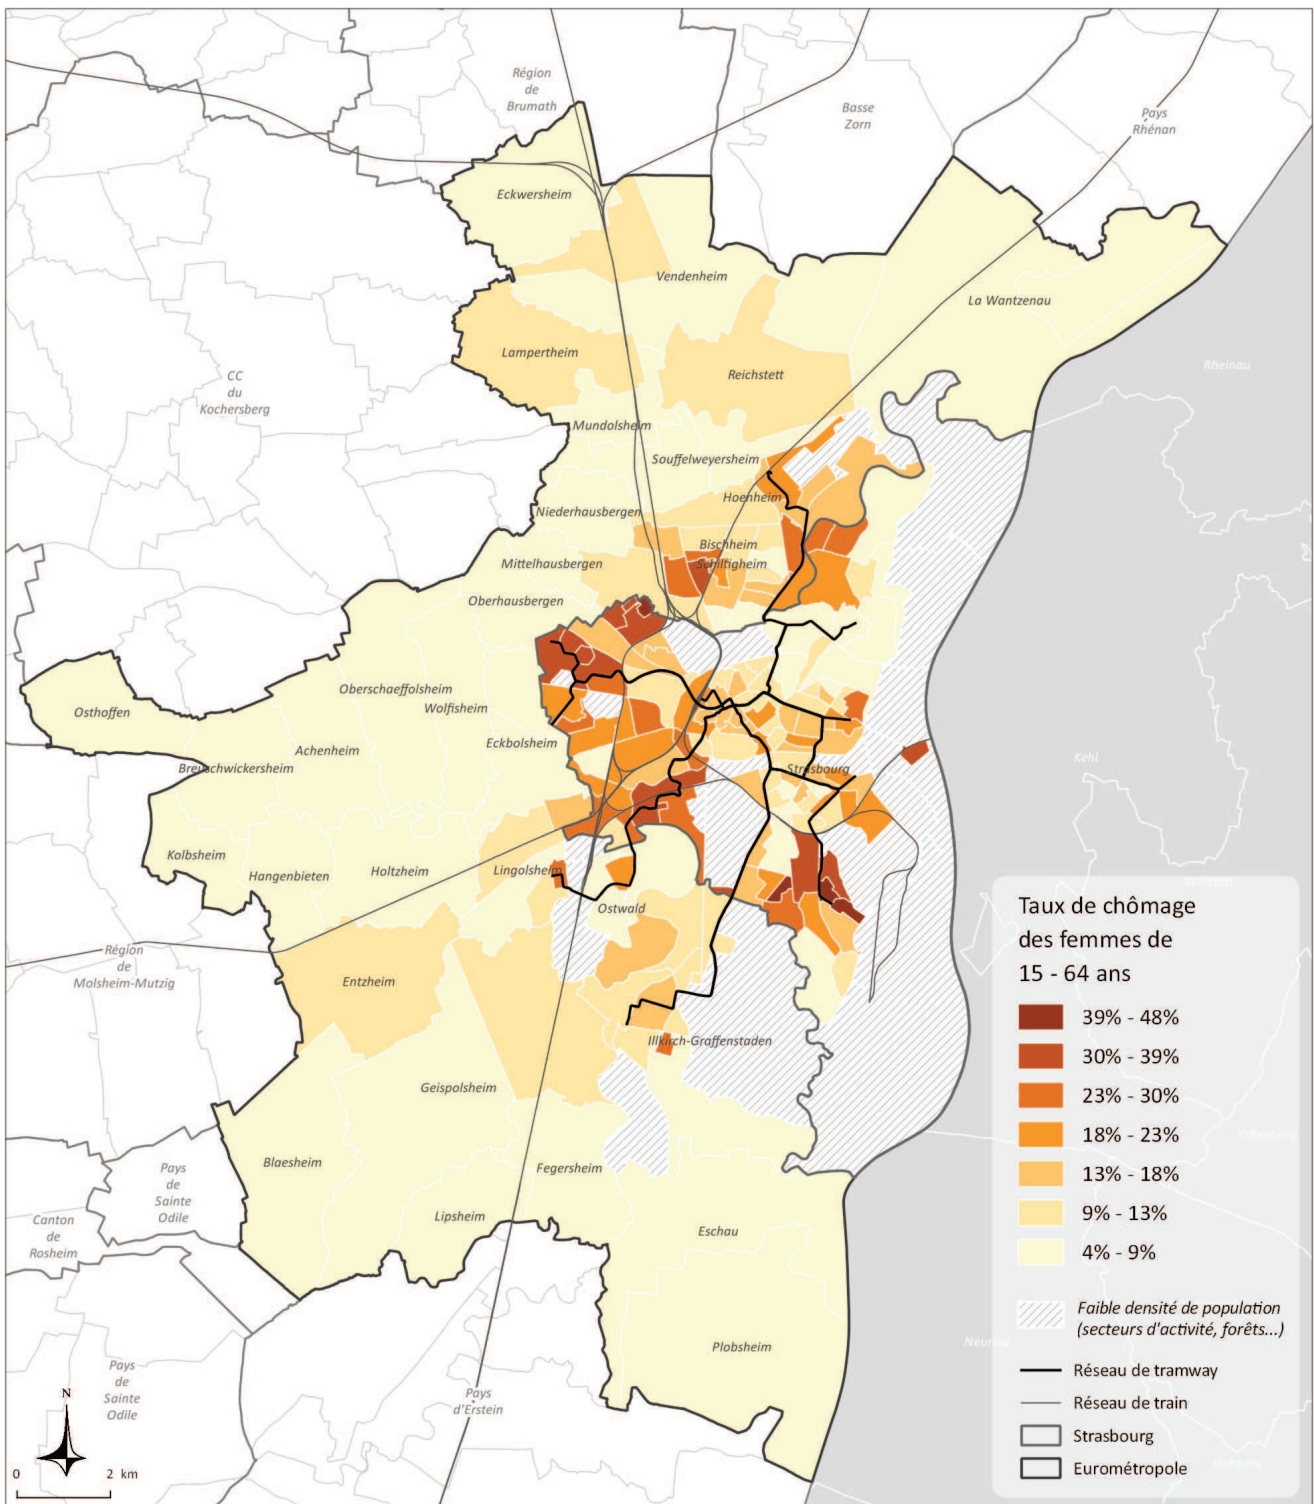 Région
de
Brumath
Basse
Zorn
Pays
Rhénan
Eckwersheim
Vendenheim
La Wantzenau
Lampertheim
Reichstett
Rheinau
CC
du
Kochersberg
Mundolsheim
Souffelweyersheim
Hoenheim
Niederhausbergen
Bischheim
Mittelhausbergen
Schiltigheim
Oberhausbergen
Oberschaeffolsheim
Wolfisheim
Osthoffen
Achenheim
Eckbolsheim
Breuschwickersheim
Strasbourg
Kehl
Kolbsheim
Hangenbieten
Holtzheim
Lingolsheim
Ostwald
Région
de
Molsheim-Mutzig
Entzheim
Illkirch-Graffenstaden
Geispolsheim
Blaesheim
Fegersheim
Pays
de
Sainte
Odile
Lipsheim
Eschau
Canton
de
Rosheim
Plobsheim
Pays
de
Sainte
Odile
Pays
d'Erstein
Willstätt
Offenburg
Neuried
Hohberg
Taux de chômage
des femmes de
15 - 64 ans
39% - 48%
30% - 39%
23% - 30%
18% - 23%
13% - 18%
9% - 13%
4% - 9%
Faible densité de population
(secteurs d'activité, forêts...)
Réseau de tramway
Réseau de train
Strasbourg
Eurométropole
N
0 2 km